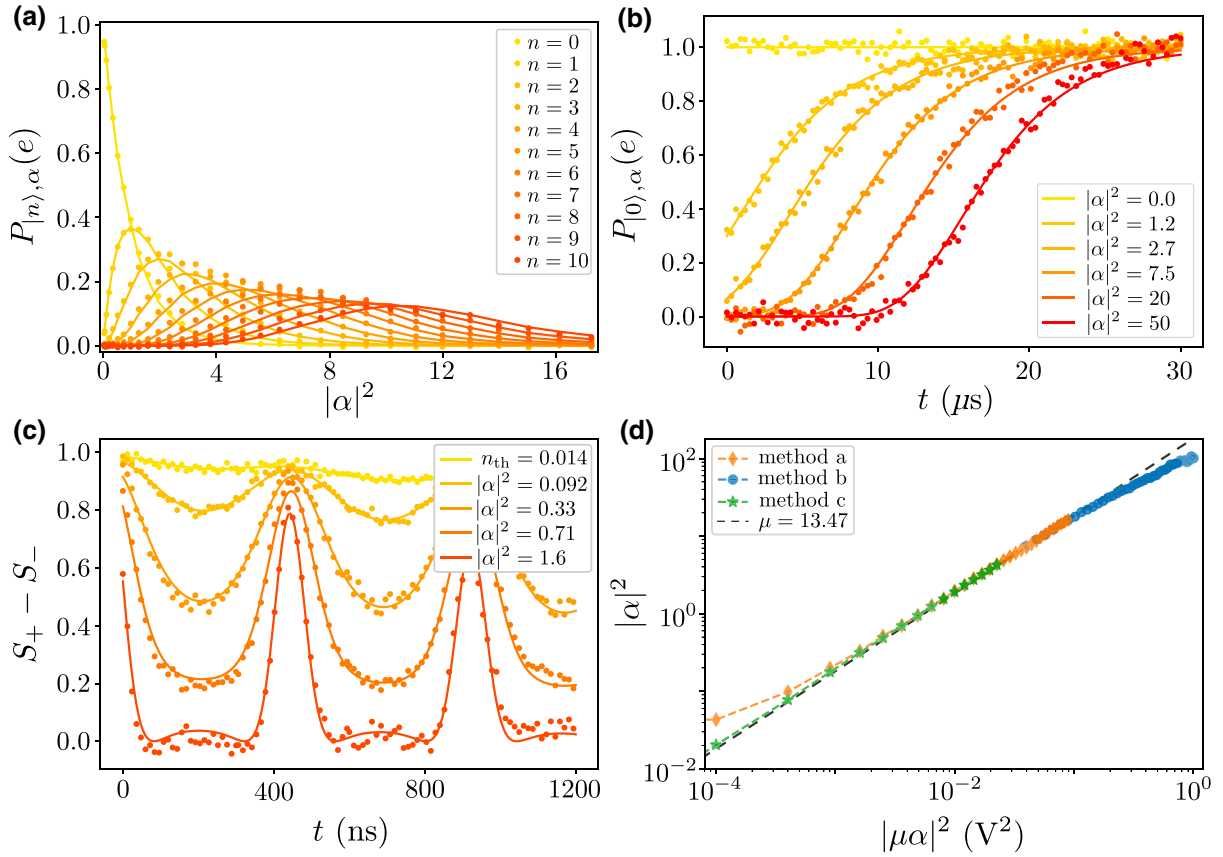 (a)
1.0
0.8
0.6
0.4
0.2
0.0
P|n⟩,α(e)
n = 0
n = 1
n = 2
n = 3
n = 4
n = 5
n = 6
n = 7
n = 8
n = 9
n = 10
0 4 8 12 16
|α|²
(b)
1.0
0.8
0.6
0.4
0.2
0.0
P|0⟩,α(e)
|α|² = 0.0
|α|² = 1.2
|α|² = 2.7
|α|² = 7.5
|α|² = 20
|α|² = 50
0 10 20 30
t (µs)
(c)
1.0
0.8
0.6
0.4
0.2
0.0
S₊ − S₋
nth = 0.014
|α|² = 0.092
|α|² = 0.33
|α|² = 0.71
|α|² = 1.6
0 400 800 1200
t (ns)
(d)
10²
10⁰
10⁻²
|α|²
method a
method b
method c
µ = 13.47
10⁻⁴ 10⁻² 10⁰
|µα|² (V²)